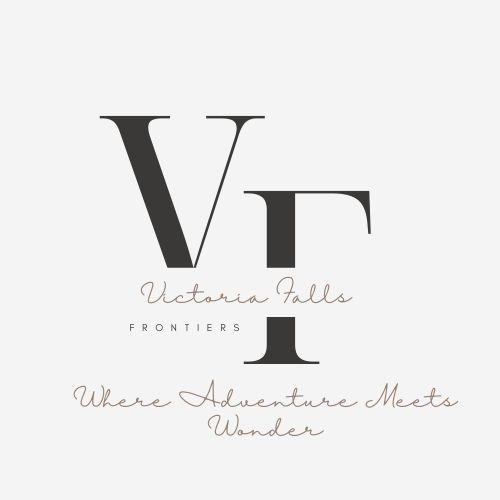 VF
Victoria Falls
FRONTIERS
Where Adventure Meets
Wonder